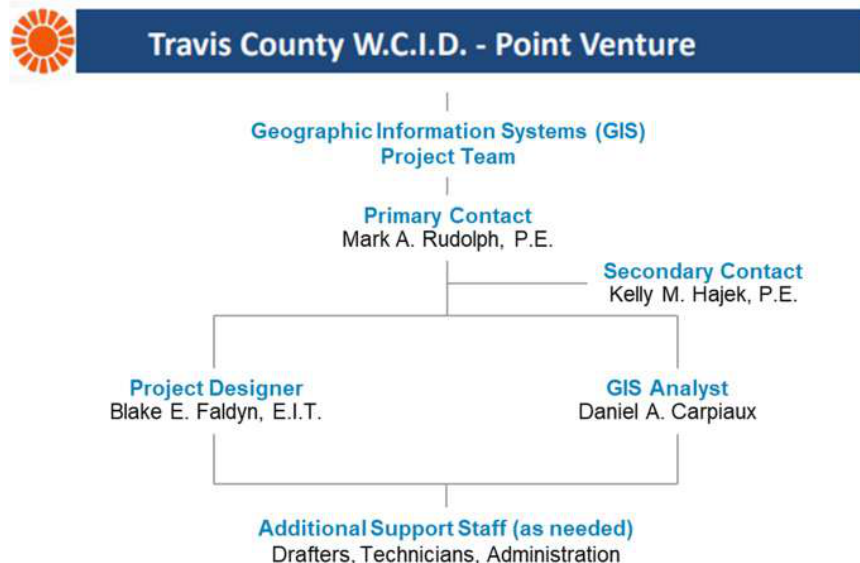 Travis County W.C.I.D. - Point Venture
Geographic Information Systems (GIS)
Project Team
Primary Contact
Mark A. Rudolph, P.E.
Secondary Contact
Kelly M. Hajek, P.E.
Project Designer
Blake E. Faldyn, E.I.T.
GIS Analyst
Daniel A. Carpiaux
Additional Support Staff (as needed)
Drafters, Technicians, Administration